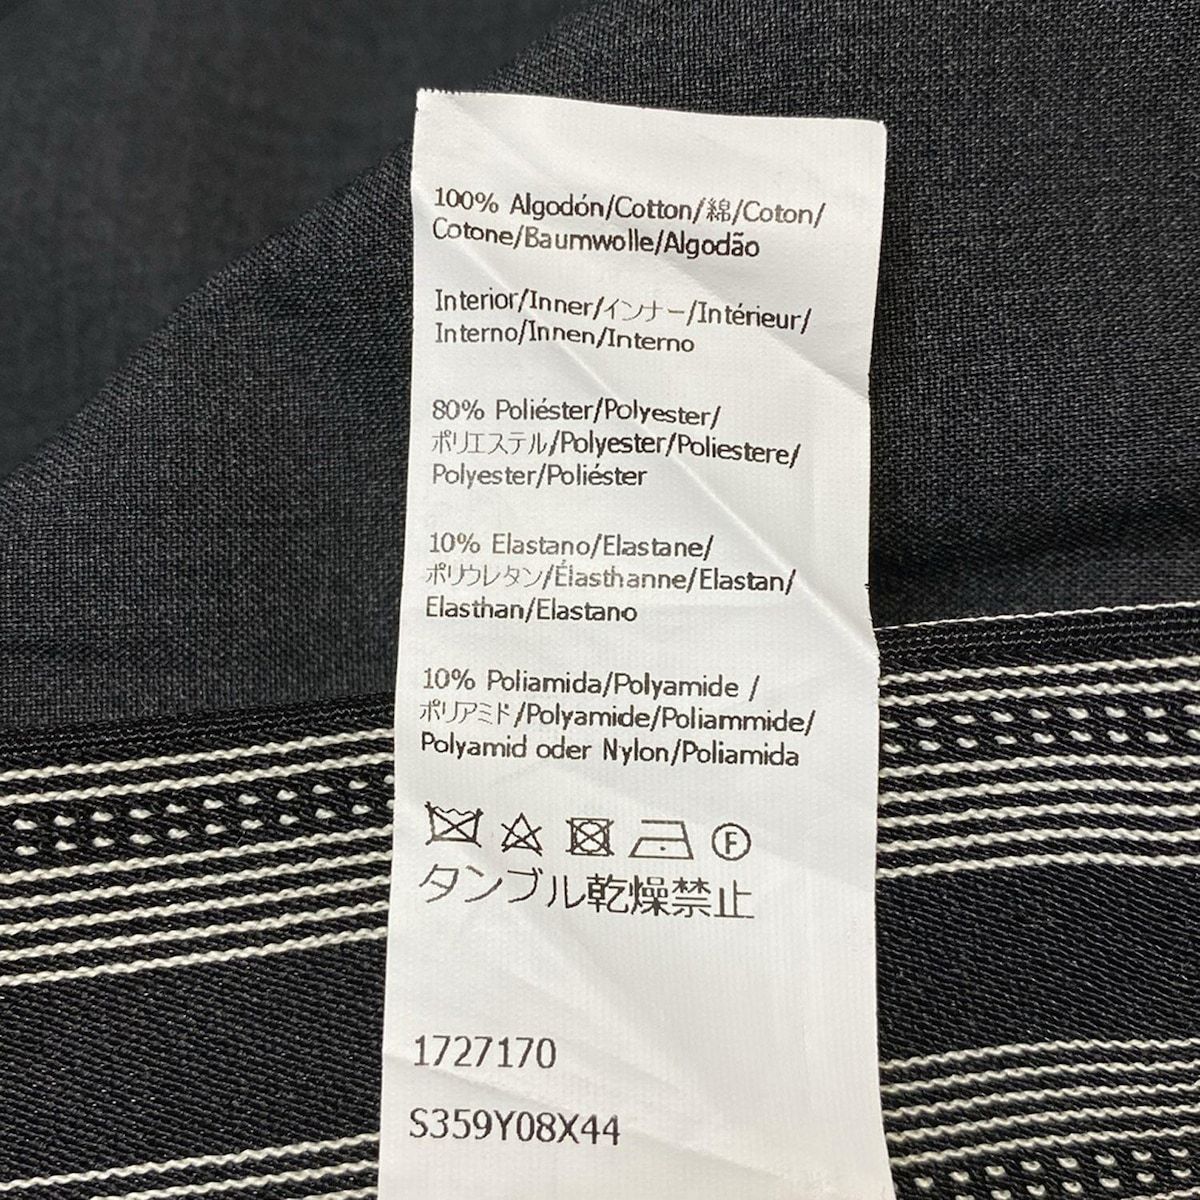 100% Algodón/Cotton/綿/Coton/
Cotone/Baumwolle/Algodão
Interior/Inner/インナー/Intérieur/
Interno/Innen/Interno
80% Poliéster/Polyester/
ポリエステル/Polyester/Poliestere/
Polyester/Poliéster
10% Elastano/Elastane/
ポリウレタン/Élasthanne/Elastan/
Elasthan/Elastano
10% Poliamida/Polyamide /
ポリアミド/Polyamide/Poliammide/
Polyamid oder Nylon/Poliamida
F
タンブル乾燥禁止
1727170
S359Y08X44